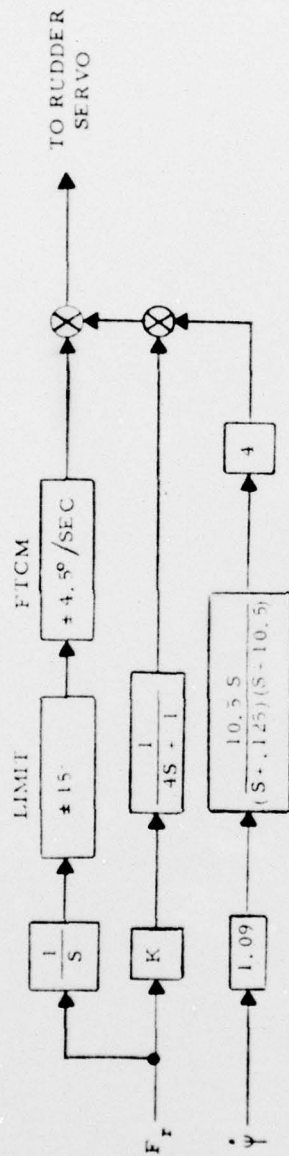 TO RUDDER
SERVO
LIMIT
FTCM
1
S
±15°
± 4.5°/SEC
F r
K
1
4S + 1
Ψ̇
1.09
10.5 S
(S + .125) (S + 10.5)
4